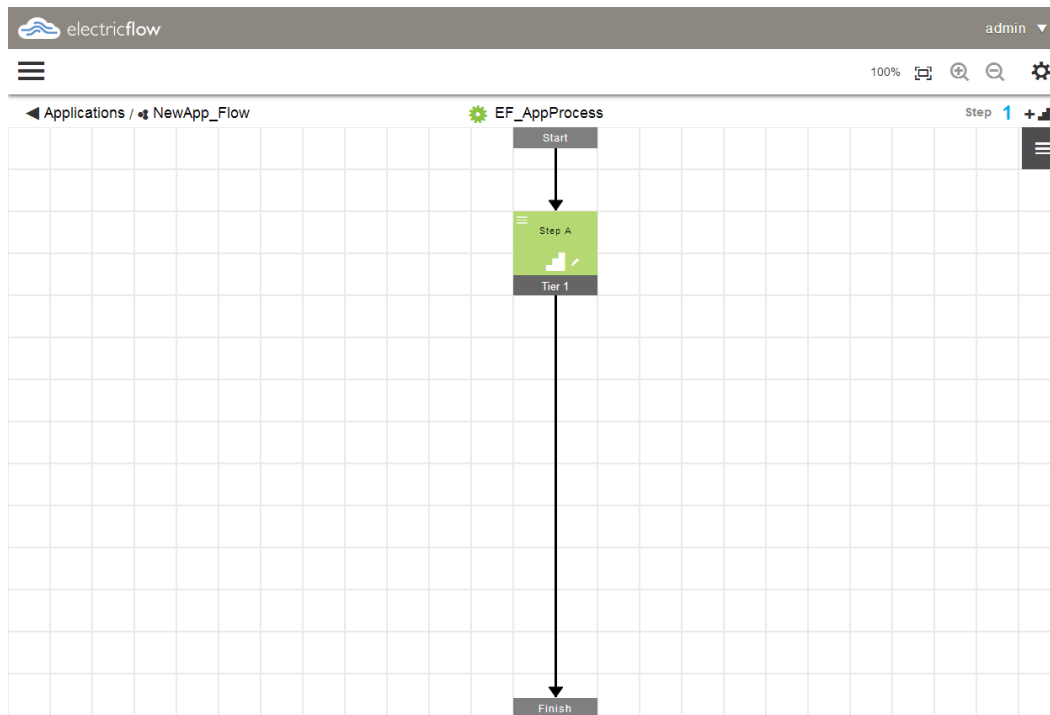 electricflow admin
100%
Applications / NewApp_Flow EF_AppProcess Step 1
Start
Step A
Tier 1
Finish